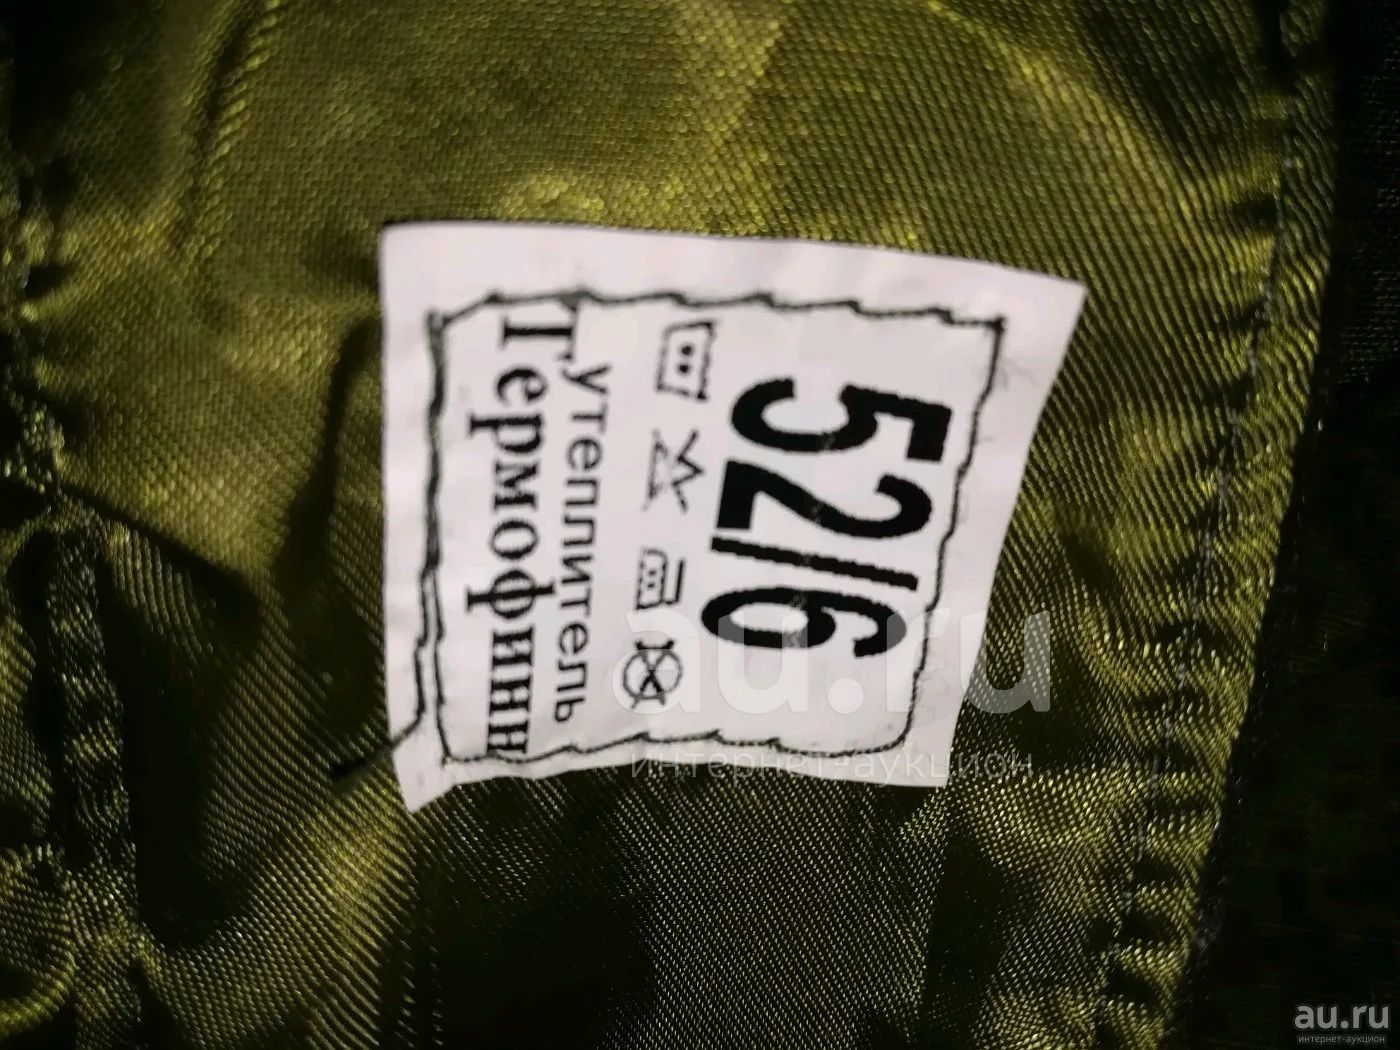 52/6
утеплитель
Термофинн
au.ru
интернет-аукцион
au.ru
интернет-аукцион